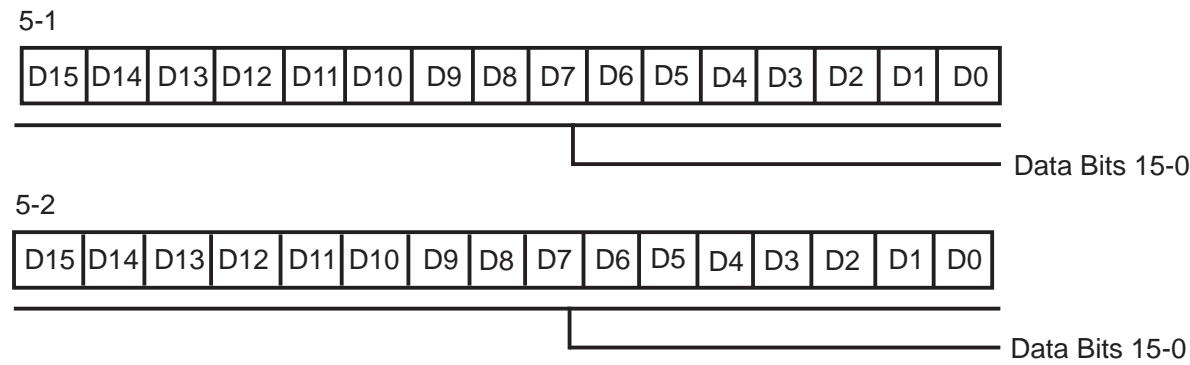 5-1
D15 D14 D13 D12 D11 D10 D9 D8 D7 D6 D5 D4 D3 D2 D1 D0
Data Bits 15-0
5-2
D15 D14 D13 D12 D11 D10 D9 D8 D7 D6 D5 D4 D3 D2 D1 D0
Data Bits 15-0